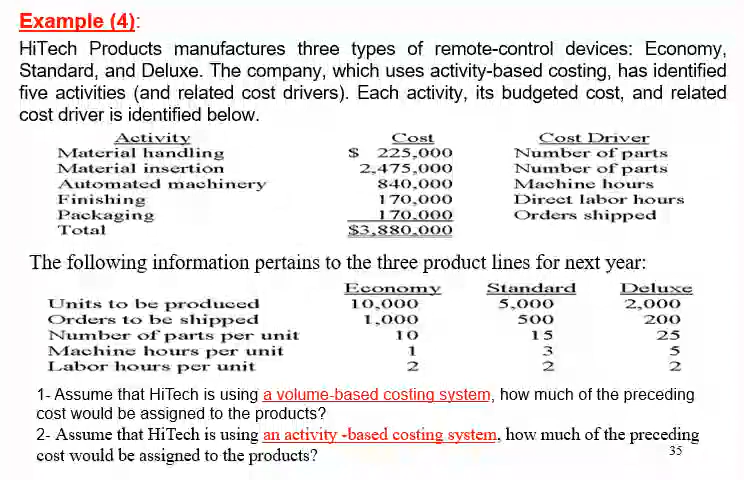 Example (4):
HiTech Products manufactures three types of remote-control devices: Economy,
Standard, and Deluxe. The company, which uses activity-based costing, has identified
five activities (and related cost drivers). Each activity, its budgeted cost, and related
cost driver is identified below.
Activity Cost Cost Driver
Material handling $ 225,000 Number of parts
Material insertion 2,475,000 Number of parts
Automated machinery 840,000 Machine hours
Finishing 170,000 Direct labor hours
Packaging 170,000 Orders shipped
Total $3,880,000
The following information pertains to the three product lines for next year:
Economy Standard Deluxe
Units to be produced 10,000 5,000 2,000
Orders to be shipped 1,000 500 200
Number of parts per unit 10 15 25
Machine hours per unit 1 3 5
Labor hours per unit 2 2 2
1- Assume that HiTech is using a volume-based costing system, how much of the preceding
cost would be assigned to the products?
2- Assume that HiTech is using an activity -based costing system, how much of the preceding
cost would be assigned to the products?
35